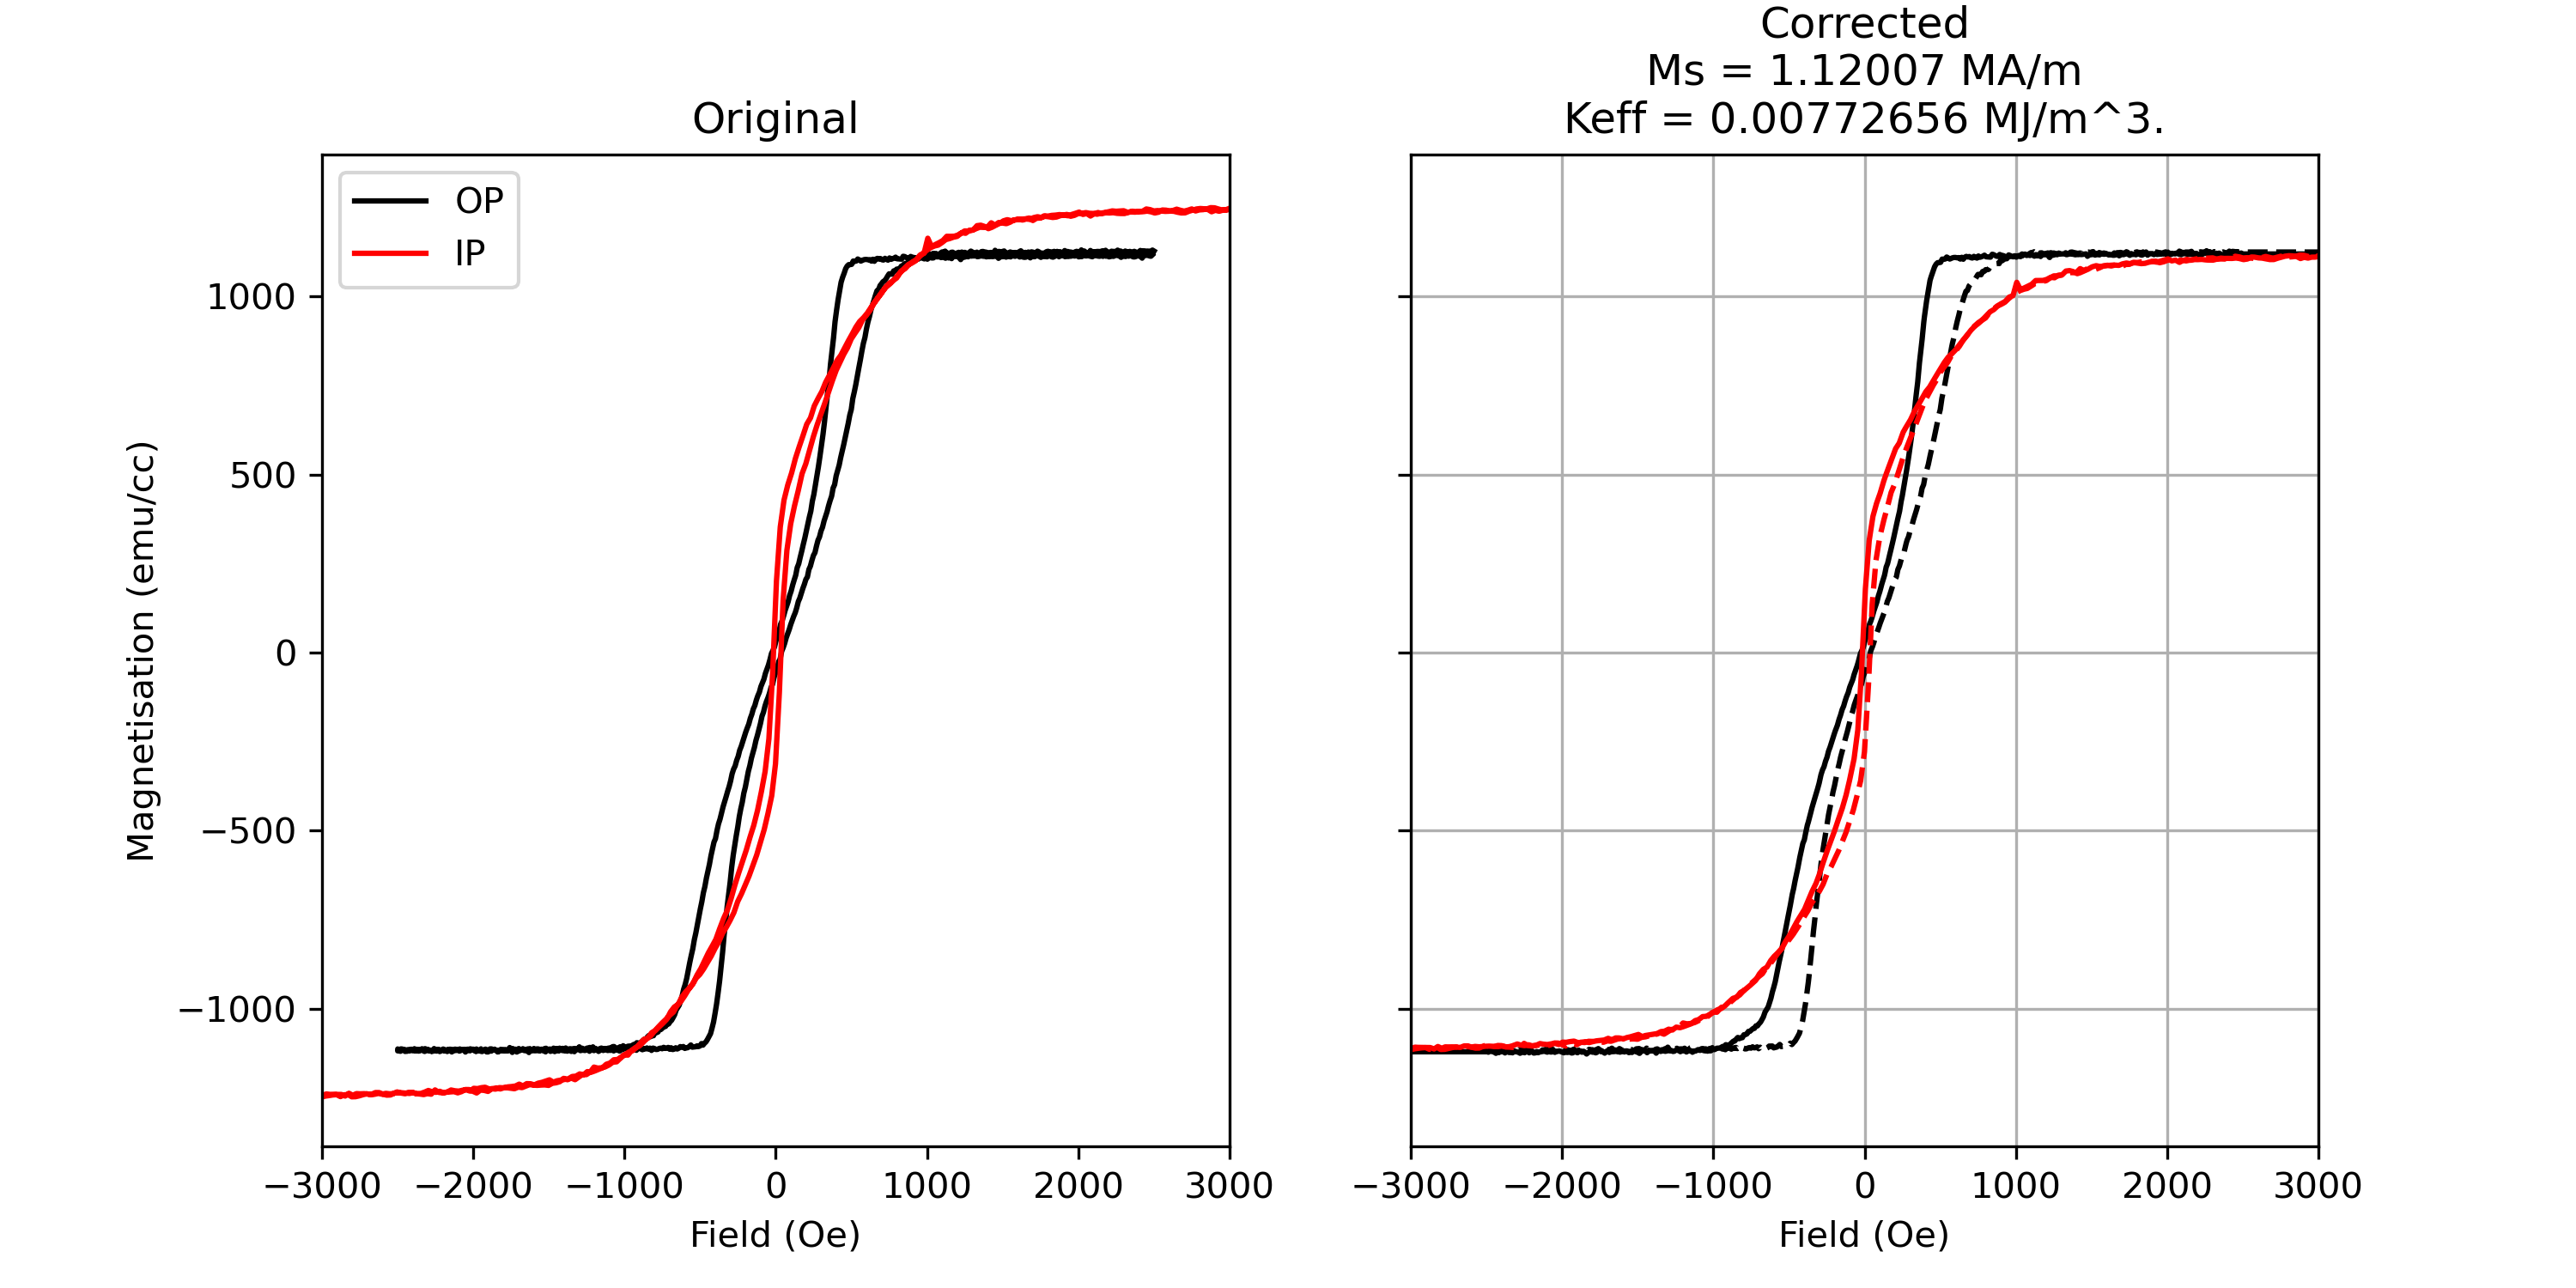 Original
OP
IP
1000
500
0
−500
−1000
Magnetisation (emu/cc)
−3000 −2000 −1000 0 1000 2000 3000
Field (Oe)
Corrected
Ms = 1.12007 MA/m
Keff = 0.00772656 MJ/m^3.
−3000 −2000 −1000 0 1000 2000 3000
Field (Oe)